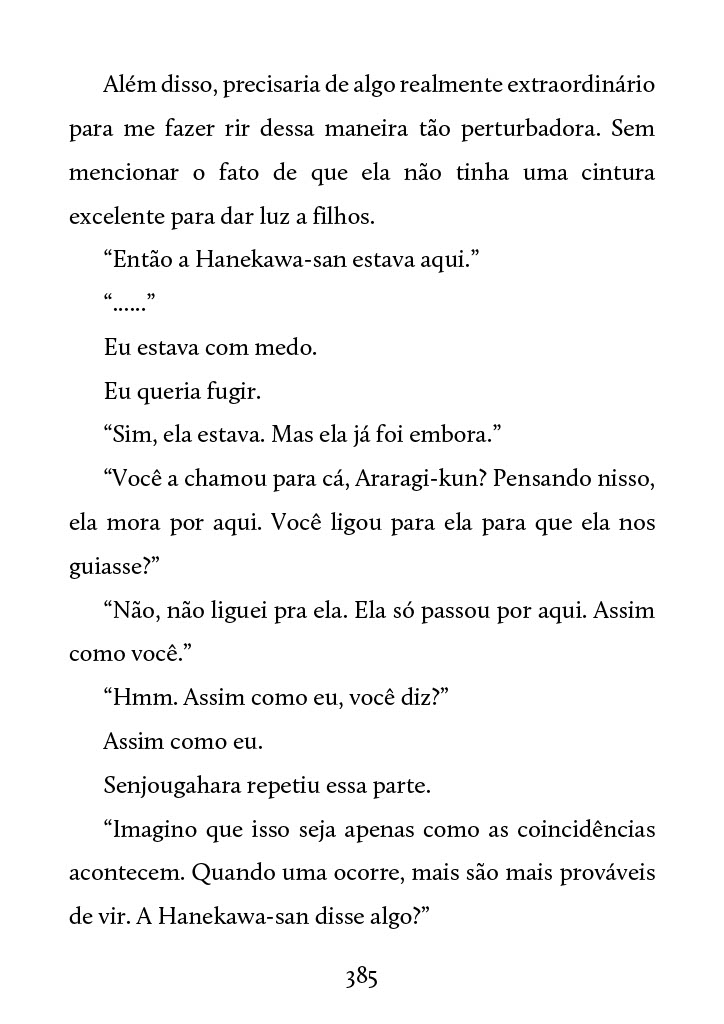 Além disso, precisaria de algo realmente extraordinário
para me fazer rir dessa maneira tão perturbadora. Sem
mencionar o fato de que ela não tinha uma cintura
excelente para dar luz a filhos.
“Então a Hanekawa-san estava aqui.”
“......”
Eu estava com medo.
Eu queria fugir.
“Sim, ela estava. Mas ela já foi embora.”
“Você a chamou para cá, Araragi-kun? Pensando nisso,
ela mora por aqui. Você ligou para ela para que ela nos
guiasse?”
“Não, não liguei pra ela. Ela só passou por aqui. Assim
como você.”
“Hmm. Assim como eu, você diz?”
Assim como eu.
Senjougahara repetiu essa parte.
“Imagino que isso seja apenas como as coincidências
acontecem. Quando uma ocorre, mais são mais prováveis
de vir. A Hanekawa-san disse algo?”
385